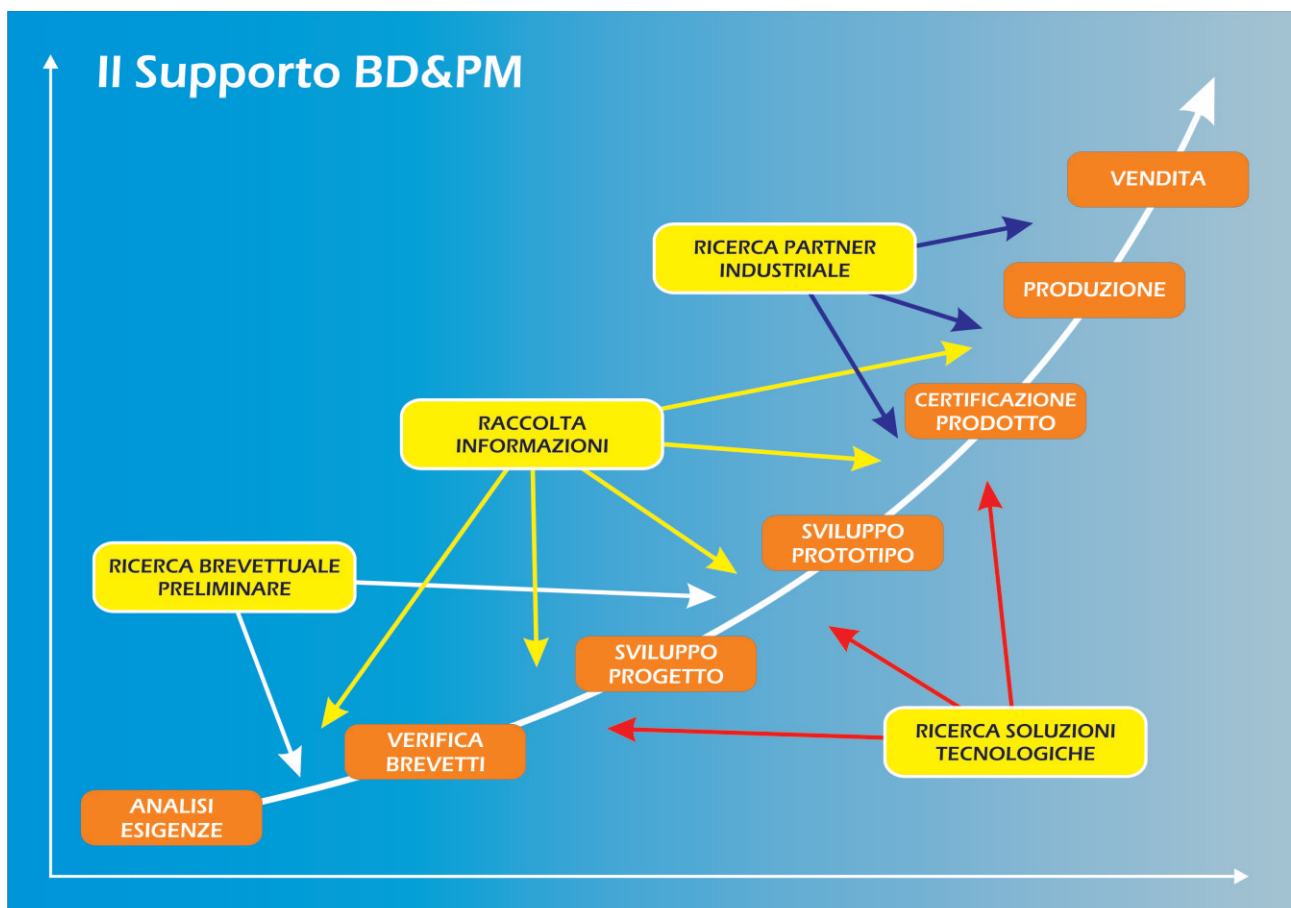 Il Supporto BD&PM
VENDITA
RICERCA PARTNER
INDUSTRIALE
PRODUZIONE
CERTIFICAZIONE
PRODOTTO
RACCOLTA
INFORMAZIONI
SVILUPPO
PROTOTIPO
RICERCA BREVETTUALE
PRELIMINARE
SVILUPPO
PROGETTO
RICERCA SOLUZIONI
TECNOLOGICHE
VERIFICA
BREVETTI
ANALISI
ESIGENZE